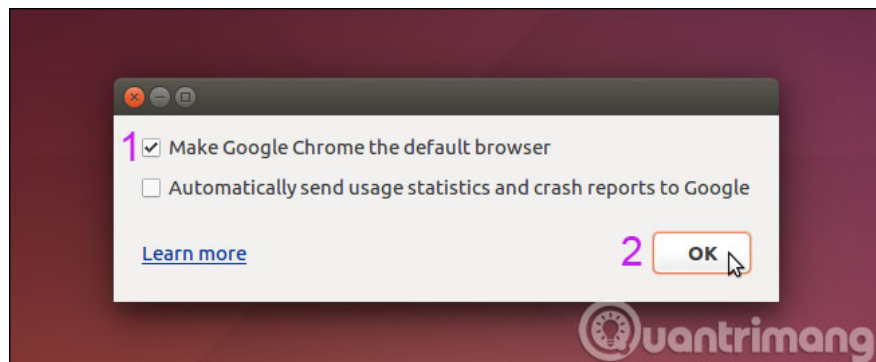 1 Make Google Chrome the default browser
Automatically send usage statistics and crash reports to Google
Learn more
2 OK
Quantrimang